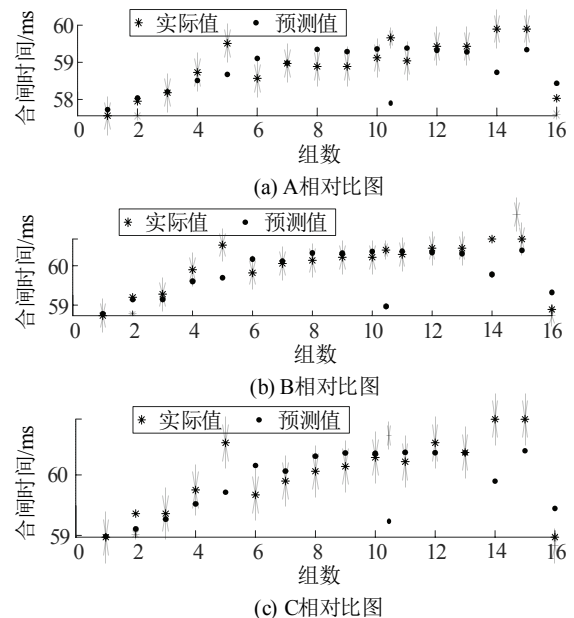 实际值 预测值
60
59
58
合闸时间/ms
0 2 4 6 8 10 12 14 16
组数
(a) A相对比图
实际值 预测值
60
59
合闸时间/ms
0 2 4 6 8 10 12 14 16
组数
(b) B相对比图
实际值 预测值
60
59
合闸时间/ms
0 2 4 6 8 10 12 14 16
组数
(c) C相对比图